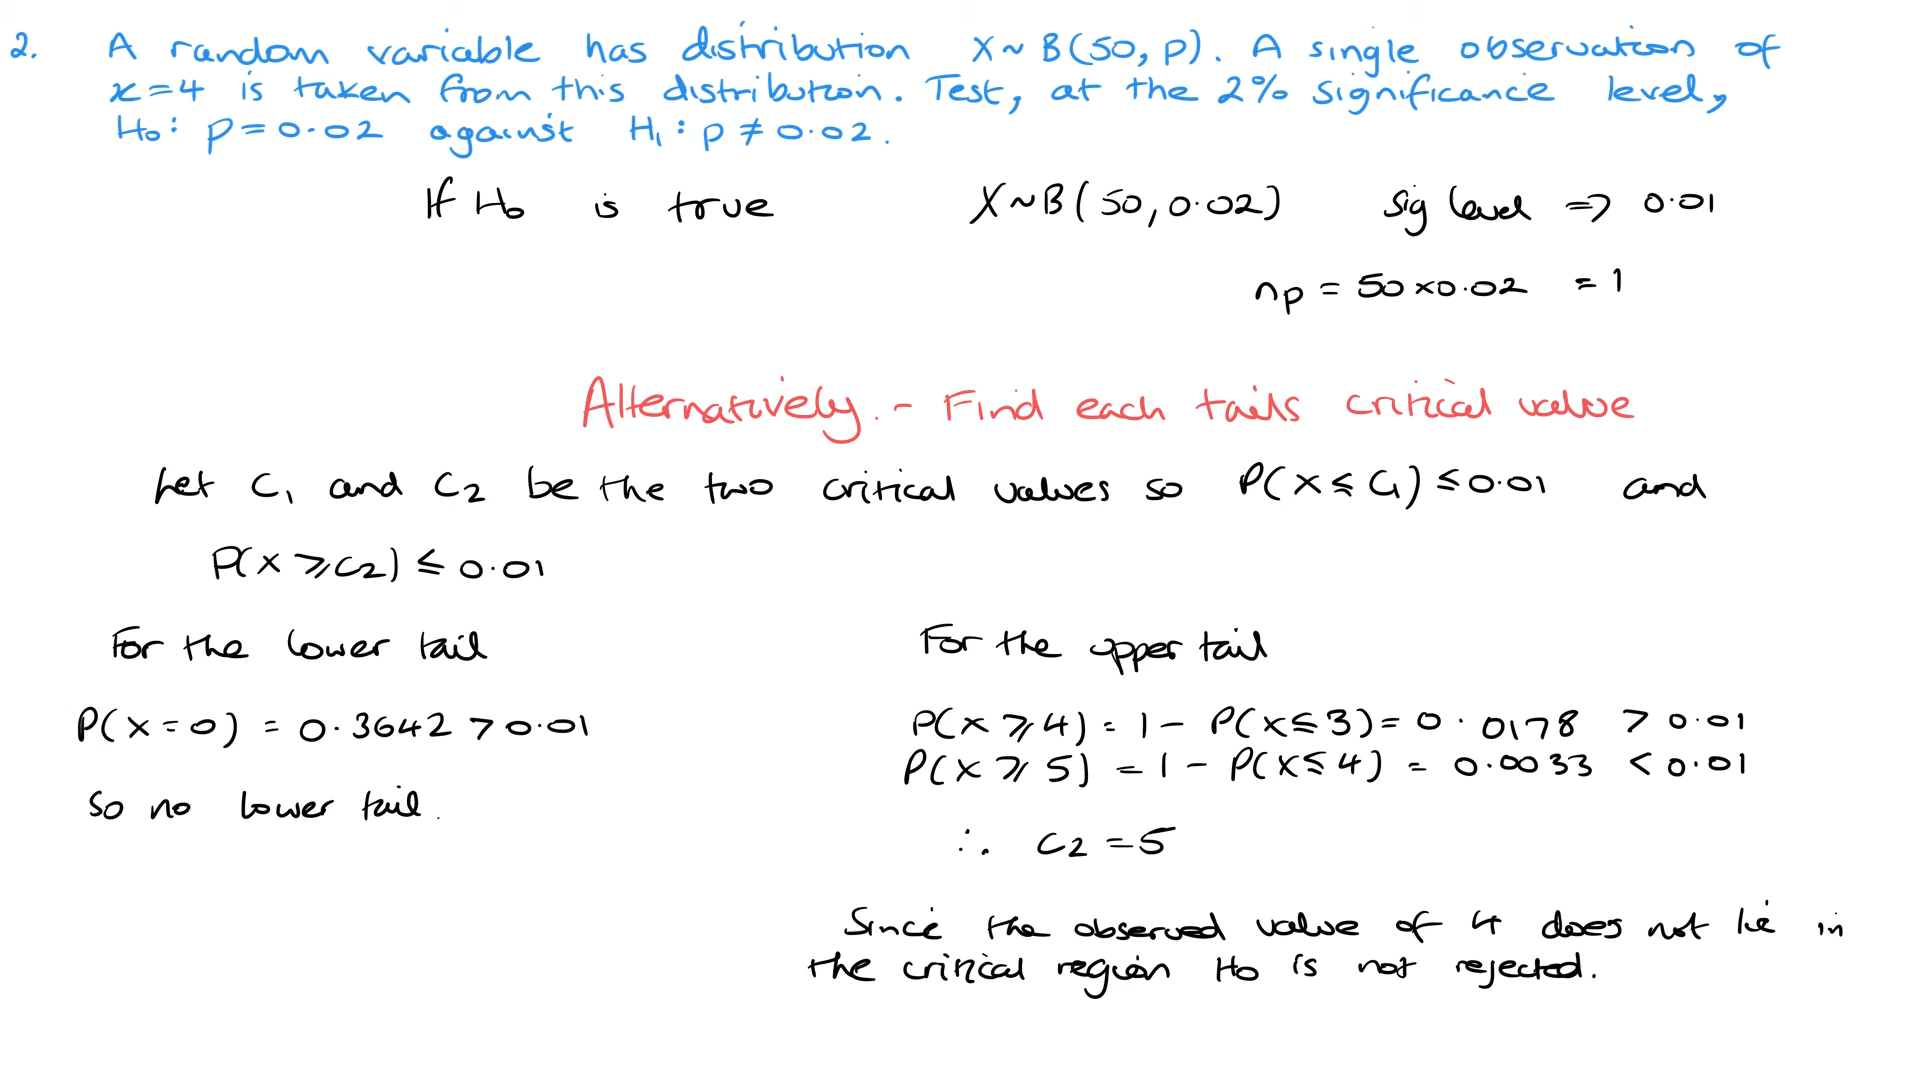 2. A random variable has distribution X~B(50, p). A single observation of
x=4 is taken from this distribution. Test, at the 2% significance level,
H₀: p=0.02 against H₁: p≠0.02.
If H₀ is true X~B(50, 0.02) Sig level => 0.01
np = 50×0.02 = 1
Alternatively. - Find each tails critical value
Let C₁ and C₂ be the two critical values so P(X≤C₁)≤0.01 and
P(X≥C₂)≤0.01
For the lower tail For the upper tail
P(X=0) = 0.3642 > 0.01 P(X≥4) = 1 - P(X≤3) = 0.0178 > 0.01
P(X≥5) = 1 - P(X≤4) = 0.0033 < 0.01
So no lower tail.
∴ C₂ = 5
Since the observed value of 4 does not lie in
the critical region H₀ is not rejected.